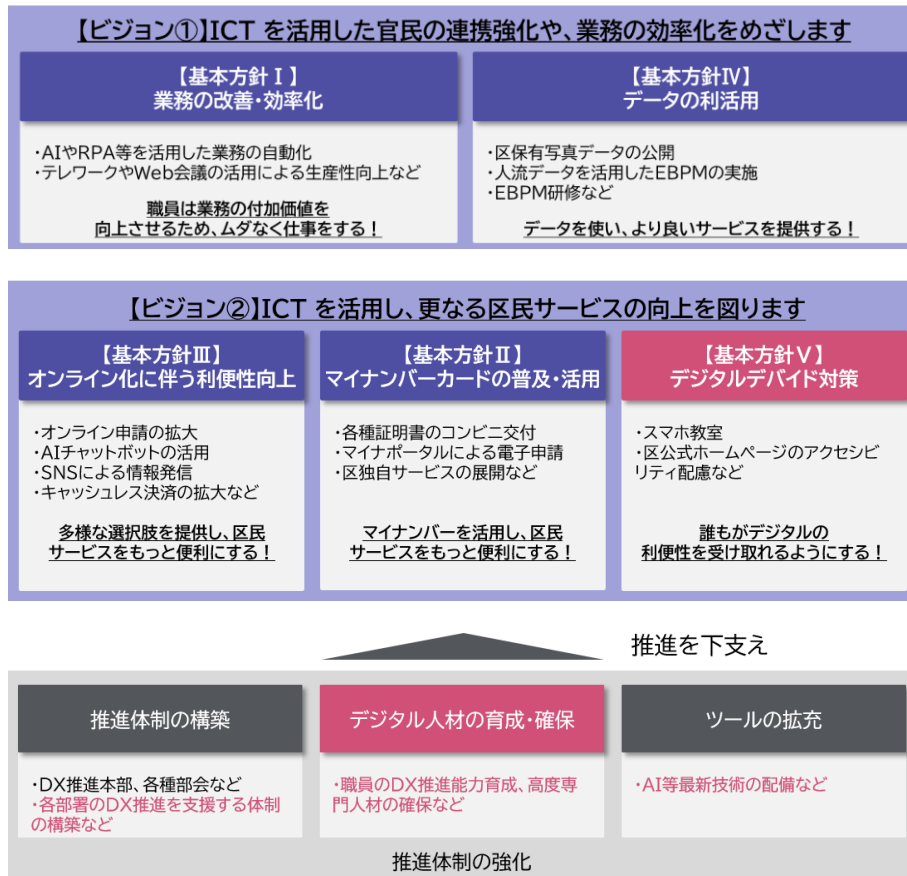 【ビジョン①】ICT を活用した官民の連携強化や、業務の効率化をめざします
【基本方針Ⅰ】
業務の改善・効率化
・AIやRPA等を活用した業務の自動化
・テレワークやWeb会議の活用による生産性向上など
職員は業務の付加価値を
向上させるため、ムダなく仕事をする！
【基本方針Ⅳ】
データの利活用
・区保有写真データの公開
・人流データを活用したEBPMの実施
・EBPM研修など
データを使い、より良いサービスを提供する！
【ビジョン②】ICT を活用し、更なる区民サービスの向上を図ります
【基本方針Ⅲ】
オンライン化に伴う利便性向上
・オンライン申請の拡大
・AIチャットボットの活用
・SNSによる情報発信
・キャッシュレス決済の拡大など
多様な選択肢を提供し、区民
サービスをもっと便利にする！
【基本方針Ⅱ】
マイナンバーカードの普及・活用
・各種証明書のコンビニ交付
・マイナポータルによる電子申請
・区独自サービスの展開など
マイナンバーを活用し、区民
サービスをもっと便利にする！
【基本方針Ⅴ】
デジタルデバイド対策
・スマホ教室
・区公式ホームページのアクセシビ
リティ配慮など
誰もがデジタルの
利便性を受け取れるようにする！
推進を下支え
推進体制の構築
・DX推進本部、各種部会など
・各部署のDX推進を支援する体制
の構築など
デジタル人材の育成・確保
・職員のDX推進能力育成、高度専
門人材の確保など
ツールの拡充
・AI等最新技術の配備など
推進体制の強化